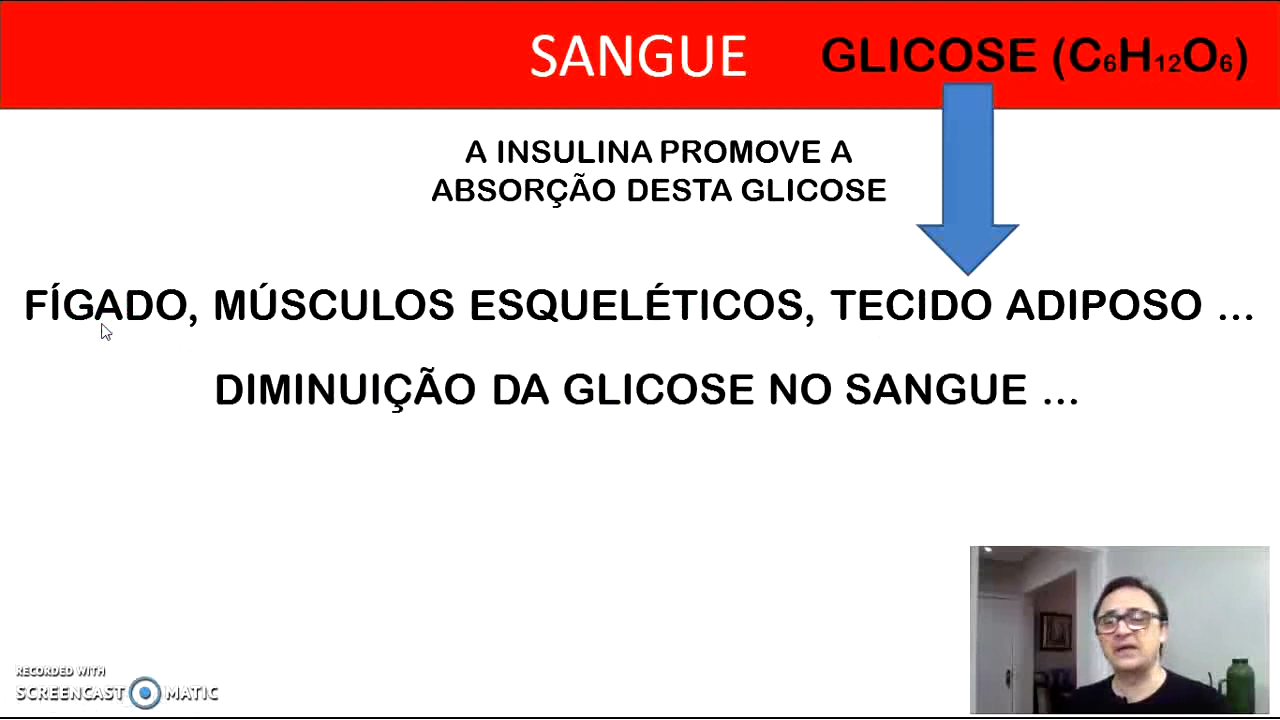 SANGUE GLICOSE (C₆H₁₂O₆)
A INSULINA PROMOVE A
ABSORÇÃO DESTA GLICOSE
FÍGADO, MÚSCULOS ESQUELÉTICOS, TECIDO ADIPOSO ...
DIMINUIÇÃO DA GLICOSE NO SANGUE ...
RECORDED WITH
SCREENCAST MATIC